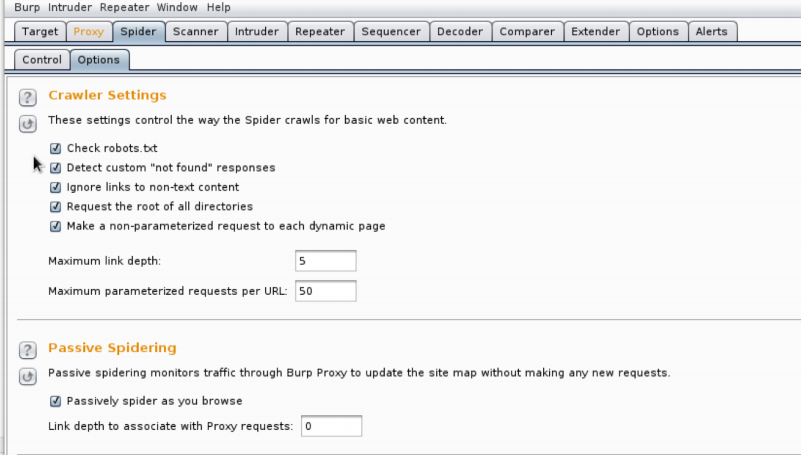 Burp Intruder Repeater Window Help
Target Proxy Spider Scanner Intruder Repeater Sequencer Decoder Comparer Extender Options Alerts
Control Options
? Crawler Settings
These settings control the way the Spider crawls for basic web content.
Check robots.txt
Detect custom "not found" responses
Ignore links to non-text content
Request the root of all directories
Make a non-parameterized request to each dynamic page
Maximum link depth: 5
Maximum parameterized requests per URL: 50
? Passive Spidering
Passive spidering monitors traffic through Burp Proxy to update the site map without making any new requests.
Passively spider as you browse
Link depth to associate with Proxy requests: 0